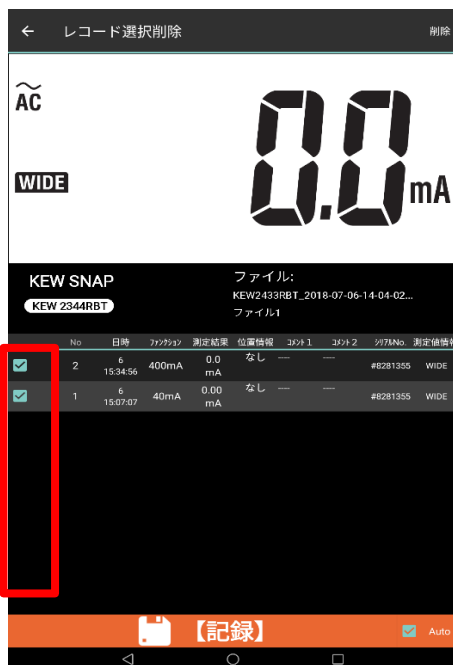 レコード選択削除 削除
AC
WIDE
0.0 mA
KEW SNAP
KEW 2344RBT
ファイル:
KEW2433RBT_2018-07-06-14-04-02...
ファイル1
No 日時 ファンクション 測定結果 位置情報 コメント1 コメント2 シリアルNo. 測定値情報
2 6 15:34:56 400mA 0.0 mA なし ---- ---- #8281355 WIDE
1 6 15:07:07 40mA 0.00 mA なし ---- ---- #8281355 WIDE
【記録】 Auto